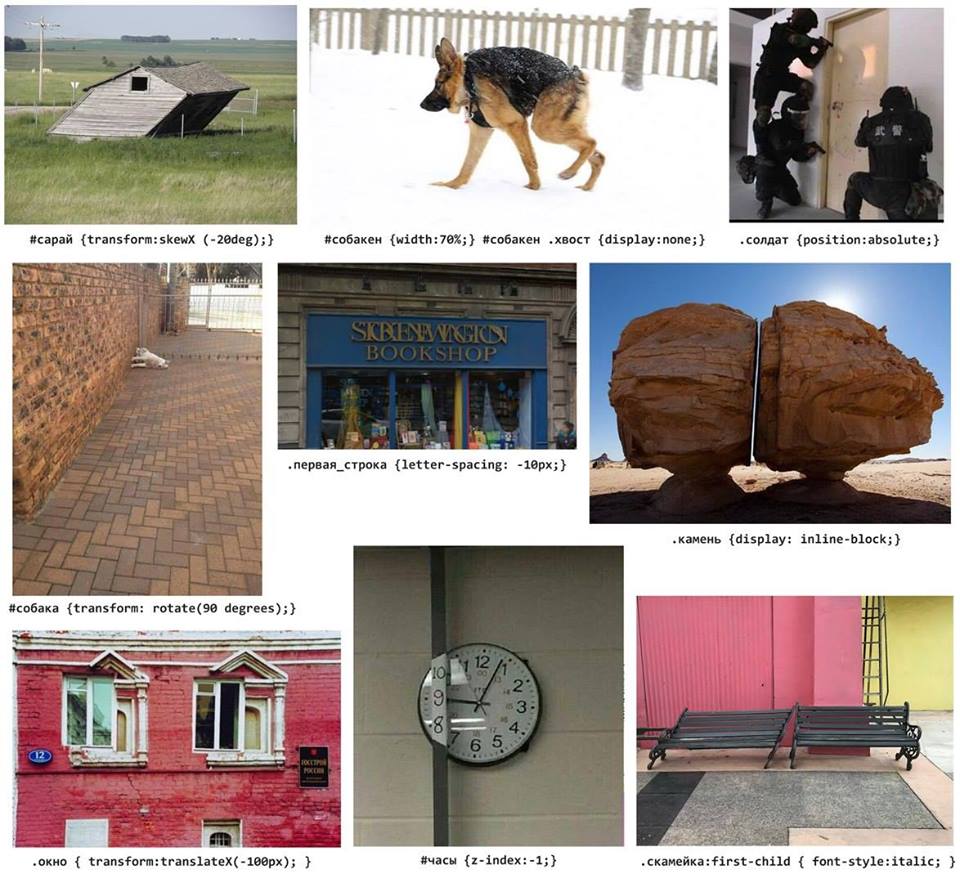 武警
#сарай {transform:skewX (-20deg);}
#собакен {width:70%;} #собакен .хвост {display:none;}
.солдат {position:absolute;}
BOOKSHOP
.первая_строка {letter-spacing: -10px;}
.камень {display: inline-block;}
#собака {transform: rotate(90 degrees);}
12
ГОССТРОЙ
РОССИИ
10 11 12
9 2
8 3
7 6 5 4
.окно { transform:translateX(-100px); }
#часы {z-index:-1;}
.скамейка:first-child { font-style:italic; }